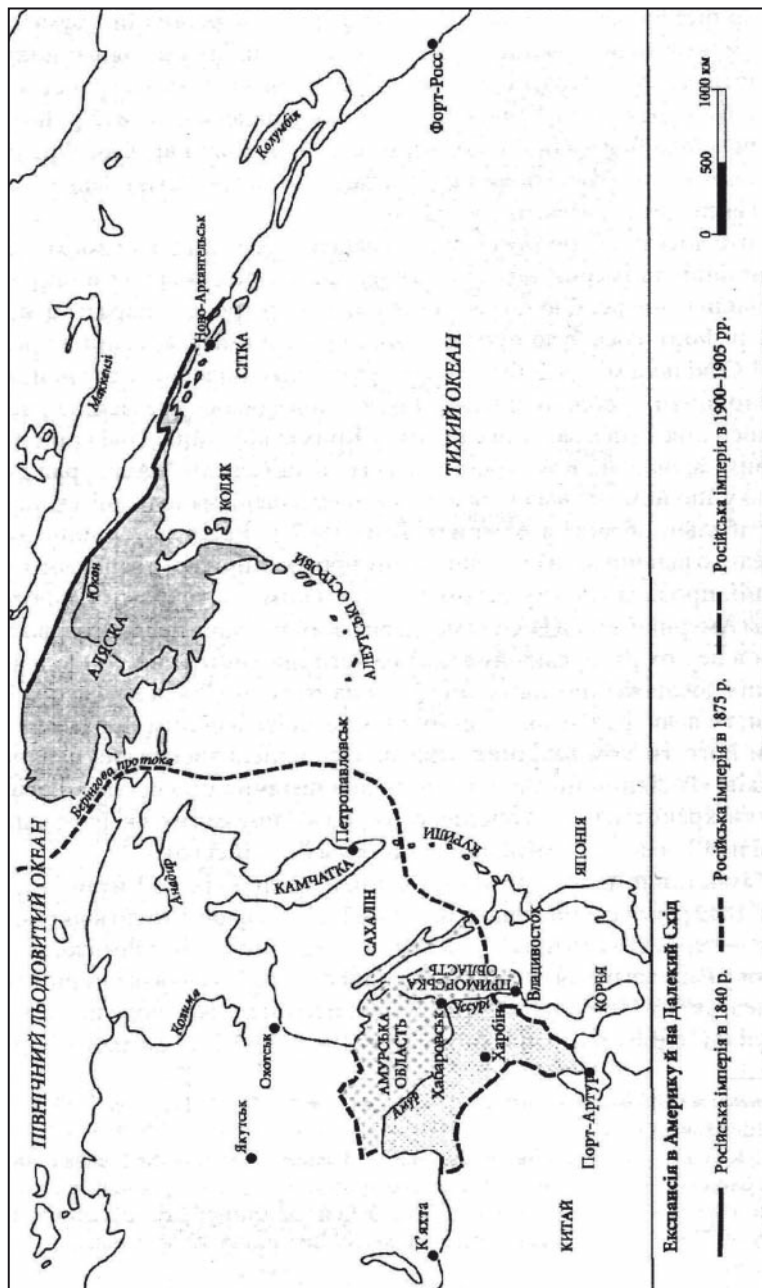 ПІВНІЧНИЙ ЛЬОДОВИТИЙ ОКЕАН
Берингова протока
АЛЯСКА
Юкон
Маккензі
Ново-Архангельськ
СІТКА
КОДЯК
АЛЕУТСЬКІ ОСТРОВИ
Колумбія
Форт-Росс
ТИХИЙ ОКЕАН
Анадир
Колима
Якутськ
Охотськ
КАМЧАТКА
Петропавловськ
САХАЛІН
КУРИЛИ
АМУРСЬКА
ОБЛАСТЬ
ПРИМОРСЬКА
ОБЛАСТЬ
Амур
Хабаровськ
Усурі
Харбін
Владивосток
ЯПОНІЯ
КОРЕЯ
Порт-Артур
К'яхта
КИТАЙ
0 500 1000 км
Експансія в Америку й на Далекий Схід
Російська імперія в 1840 р.
Російська імперія в 1875 р.
Російська імперія в 1900–1905 рр.